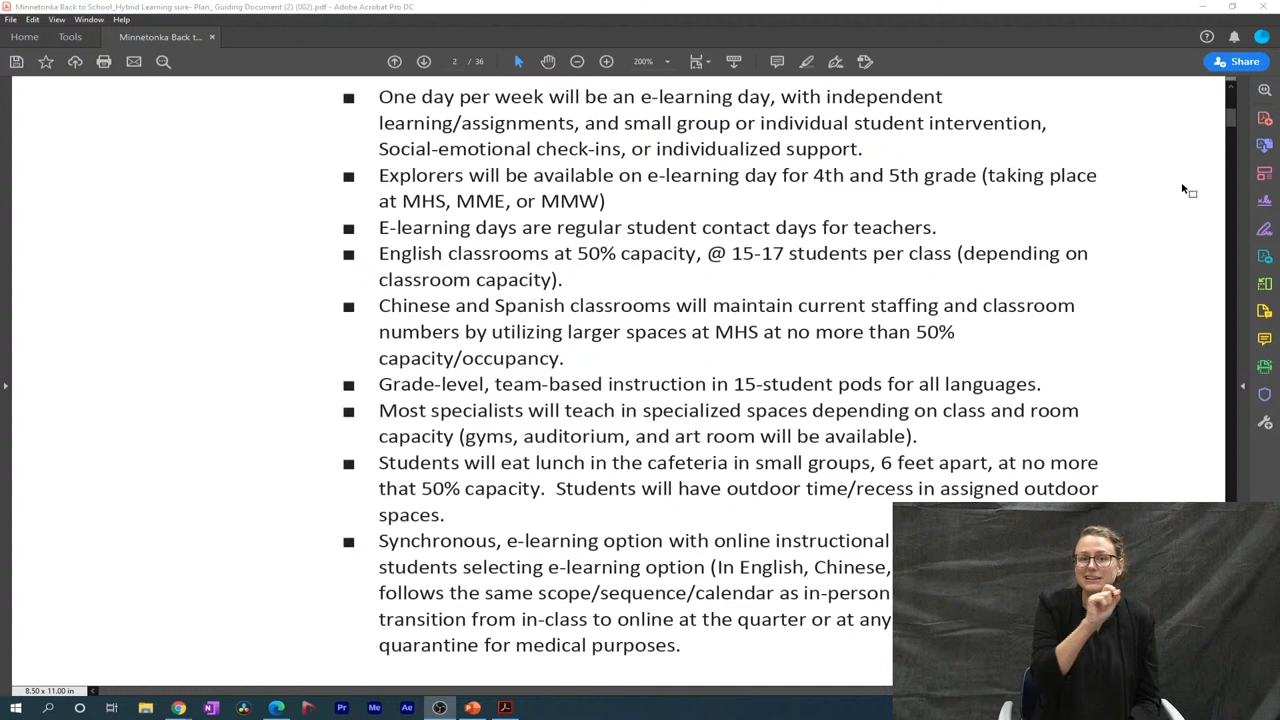 Minnetonka Back to School_Hybrid Learning sure- Plan_ Guiding Document (2) (002).pdf - Adobe Acrobat Pro DC
File Edit View Window Help
Home Tools Minnetonka Back t... ×
2 / 36 200% Share
■ One day per week will be an e-learning day, with independent
learning/assignments, and small group or individual student intervention,
Social-emotional check-ins, or individualized support.
■ Explorers will be available on e-learning day for 4th and 5th grade (taking place
at MHS, MME, or MMW)
■ E-learning days are regular student contact days for teachers.
■ English classrooms at 50% capacity, @ 15-17 students per class (depending on
classroom capacity).
■ Chinese and Spanish classrooms will maintain current staffing and classroom
numbers by utilizing larger spaces at MHS at no more than 50%
capacity/occupancy.
■ Grade-level, team-based instruction in 15-student pods for all languages.
■ Most specialists will teach in specialized spaces depending on class and room
capacity (gyms, auditorium, and art room will be available).
■ Students will eat lunch in the cafeteria in small groups, 6 feet apart, at no more
that 50% capacity.  Students will have outdoor time/recess in assigned outdoor
spaces.
■ Synchronous, e-learning option with online instructional
students selecting e-learning option (In English, Chinese,
follows the same scope/sequence/calendar as in-person
transition from in-class to online at the quarter or at any
quarantine for medical purposes.
8.50 x 11.00 in
Pr Me Ae